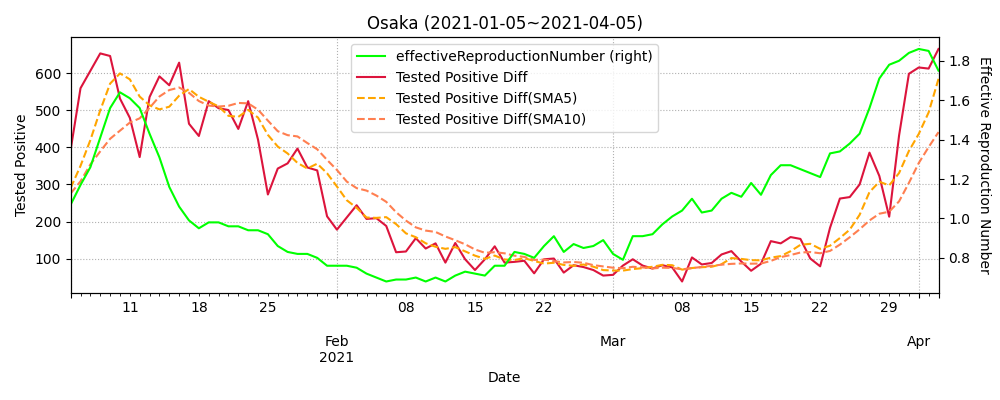 Osaka (2021-01-05~2021-04-05)
effectiveReproductionNumber (right)
Tested Positive Diff
Tested Positive Diff(SMA5)
Tested Positive Diff(SMA10)
Tested Positive
600
500
400
300
200
100
1.8
1.6
1.4
1.2
1.0
0.8
Effective Reproduction Number
11 18 25 08 15 22 08 15 22 29
Feb Mar Apr
2021
Date